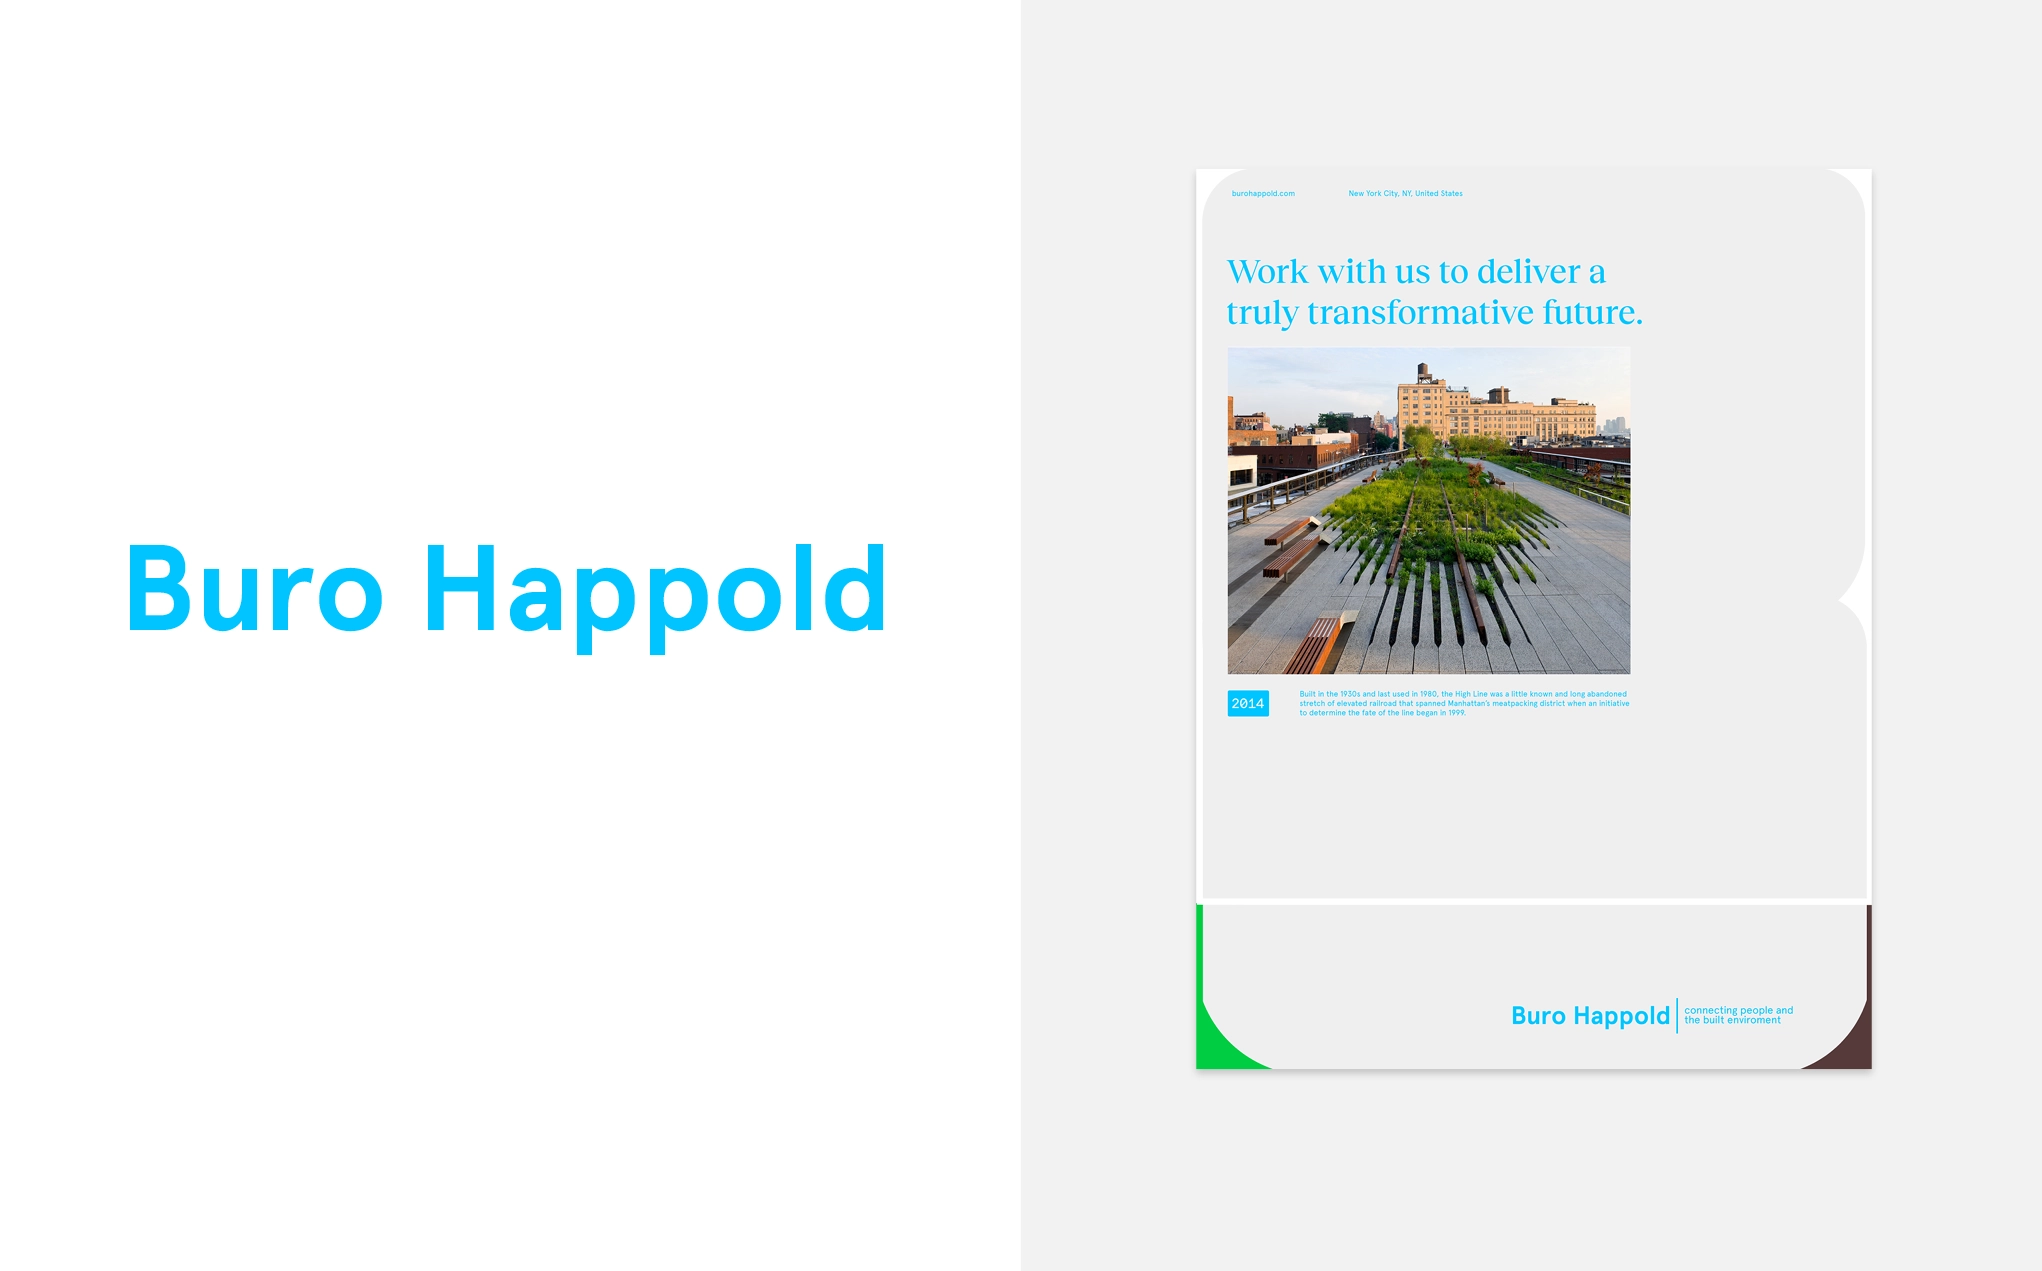 Buro Happold
burohappold.com
New York City, NY, United States
Work with us to deliver a
truly transformative future.
2014
Built in the 1930s and last used in 1980, the High Line was a little known and long abandoned
stretch of elevated railroad that spanned Manhattan's meatpacking district when an initiative
to determine the fate of the line began in 1999.
Buro Happold
connecting people and
the built enviroment